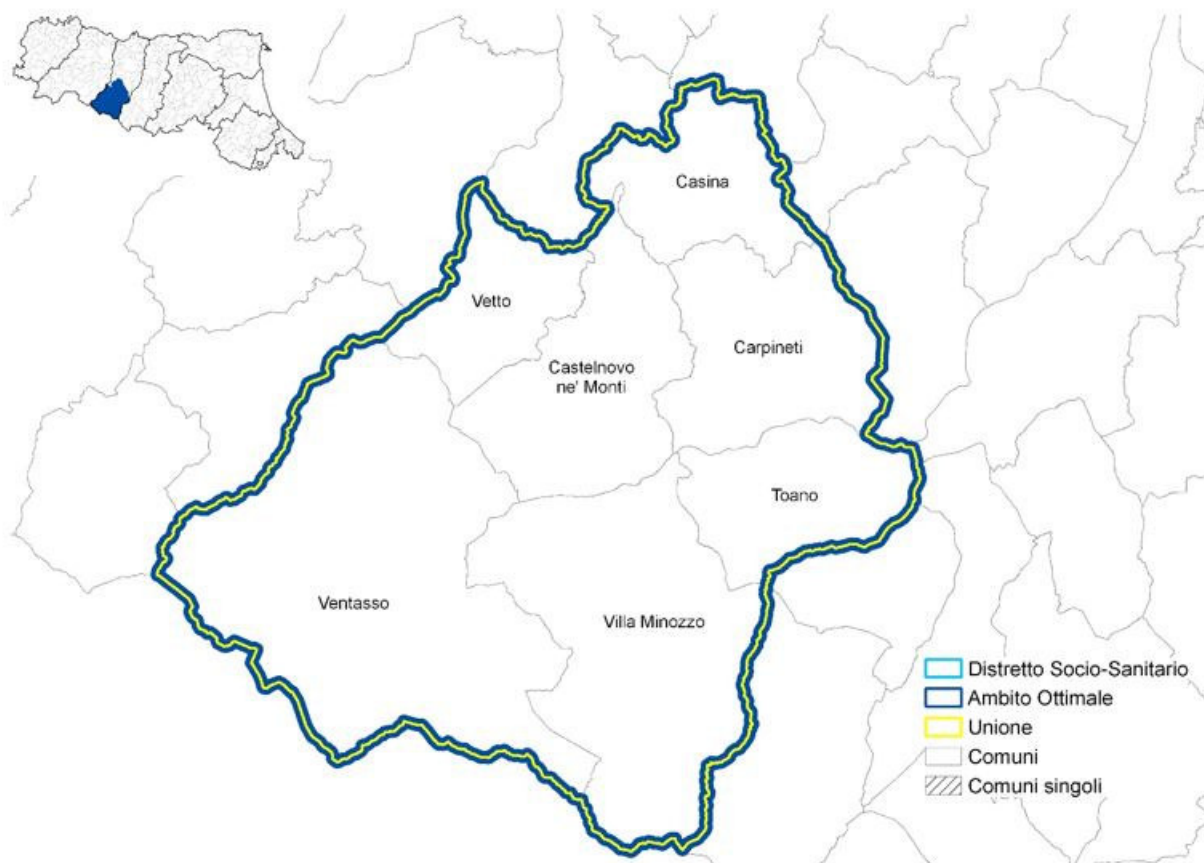 Casina
Vetto
Carpineti
Castelnovo
ne' Monti
Toano
Ventasso
Villa Minozzo
Distretto Socio-Sanitario
Ambito Ottimale
Unione
Comuni
Comuni singoli